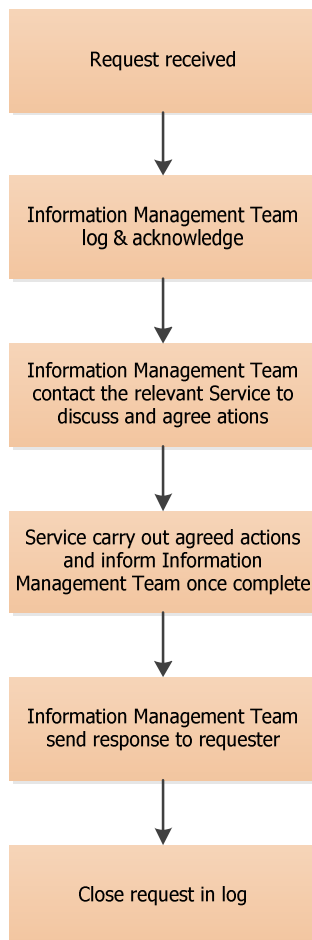 Request received
Information Management Team
log & acknowledge
Information Management Team
contact the relevant Service to
discuss and agree ations
Service carry out agreed actions
and inform Information
Management Team once complete
Information Management Team
send response to requester
Close request in log